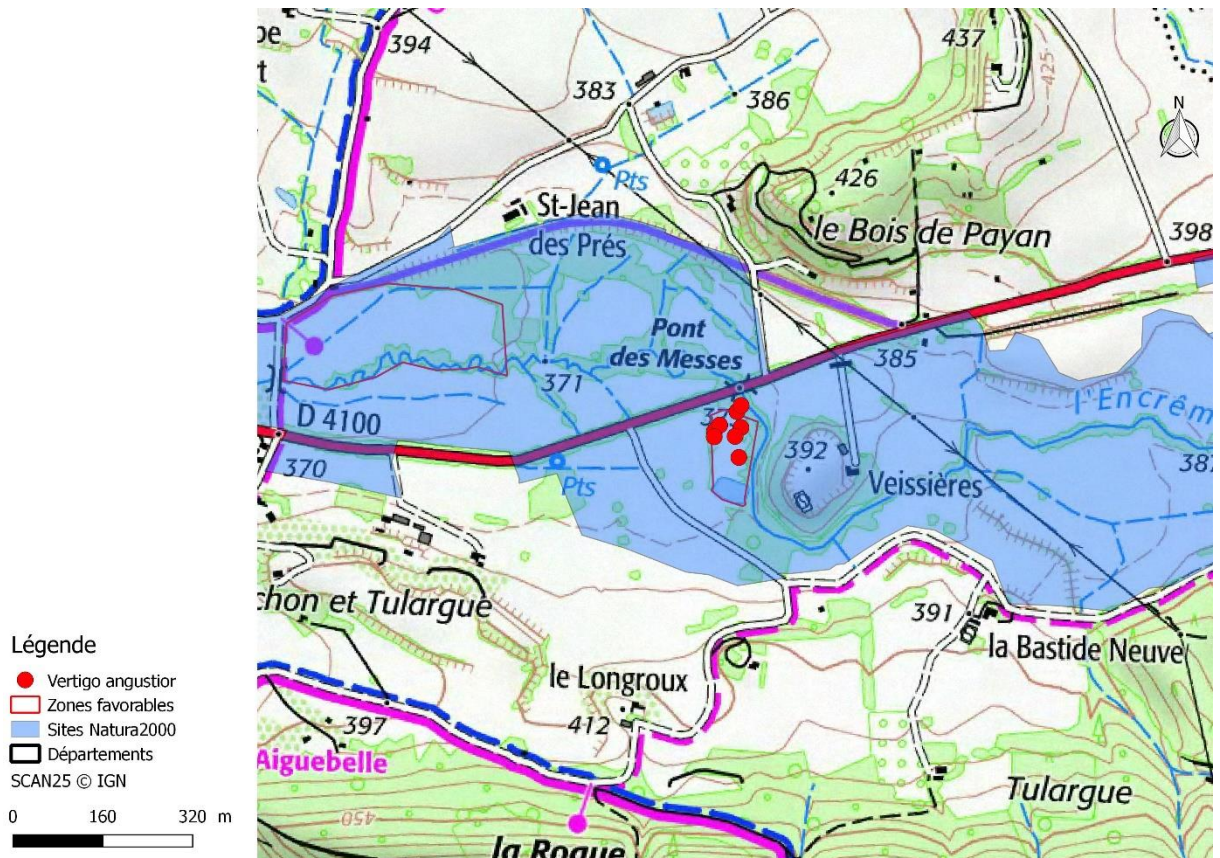 394
437
425
383
386
N
Pts
426
St-Jean
des Prés
le Bois de Payan
398
Pont
des Messes
371
385
l'Encrêm
D 4100
370
392
Pts
Veissières
chon et Tulargue
391
la Bastide Neuve
le Longroux
412
397
Aiguebelle
Tulargue
450
la Roque
Légende
Vertigo angustior
Zones favorables
Sites Natura2000
Départements
SCAN25 © IGN
0 160 320 m